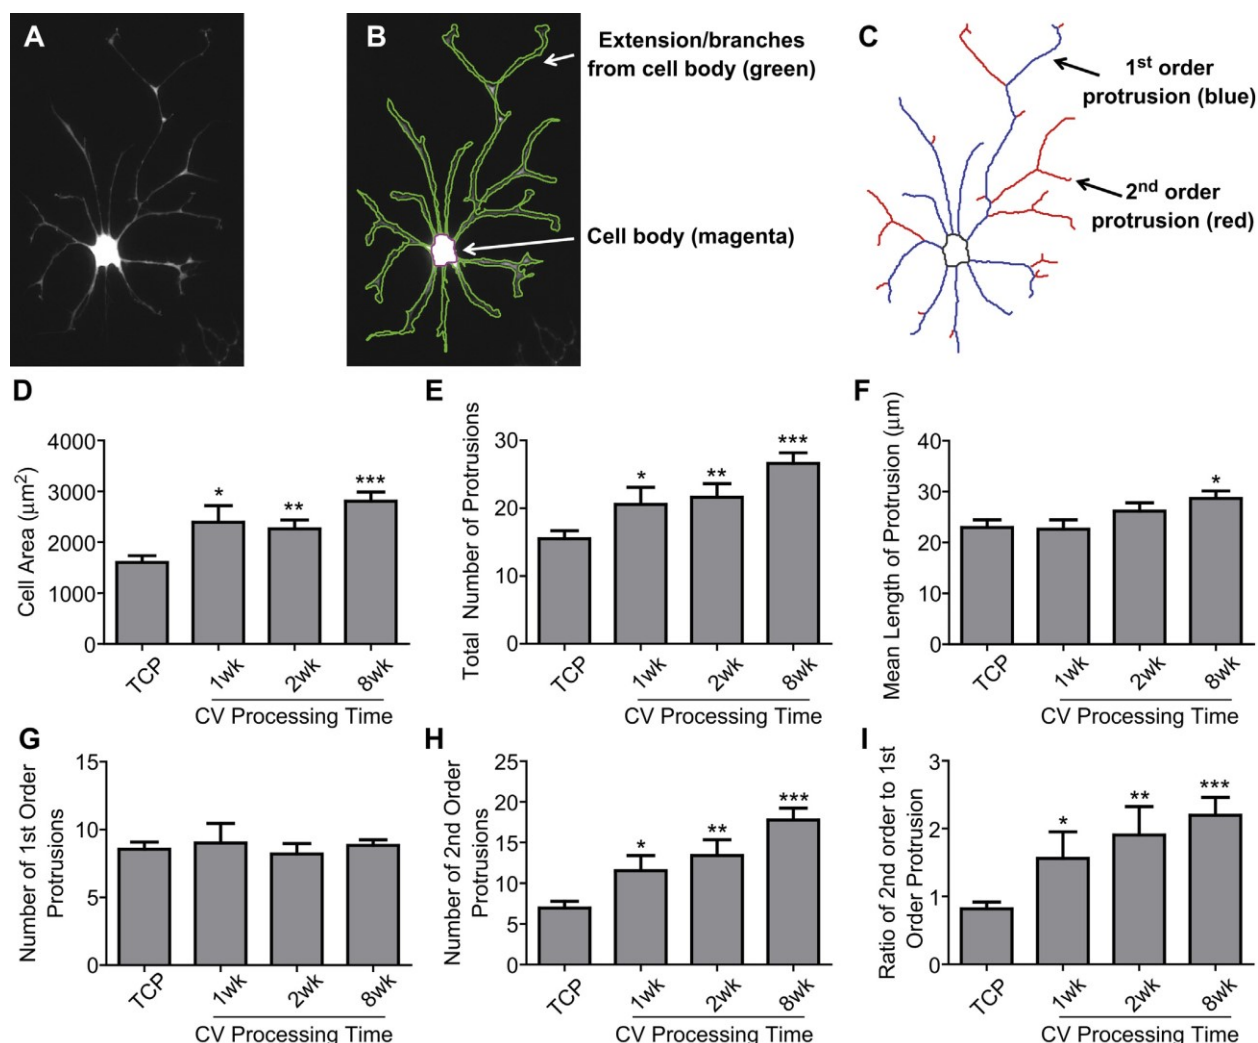 A
B
Extension/branches
from cell body (green)
Cell body (magenta)
C
1st order
protrusion (blue)
2nd order
protrusion (red)
D
Cell Area (μm2)
4000
3000
2000
1000
0
*
**
***
TCP
1wk
2wk
8wk
CV Processing Time
E
Total Number of Protrusions
30
20
10
0
*
**
***
TCP
1wk
2wk
8wk
CV Processing Time
F
Mean Length of Protrusion (μm)
40
30
20
10
0
*
TCP
1wk
2wk
8wk
CV Processing Time
G
Number of 1st Order
Protrusions
15
10
5
0
TCP
1wk
2wk
8wk
CV Processing Time
H
Number of 2nd Order
Protrusions
25
20
15
10
5
0
*
**
***
TCP
1wk
2wk
8wk
CV Processing Time
I
Ratio of 2nd order to 1st
Order Protrusion
3
2
1
0
*
**
***
TCP
1wk
2wk
8wk
CV Processing Time